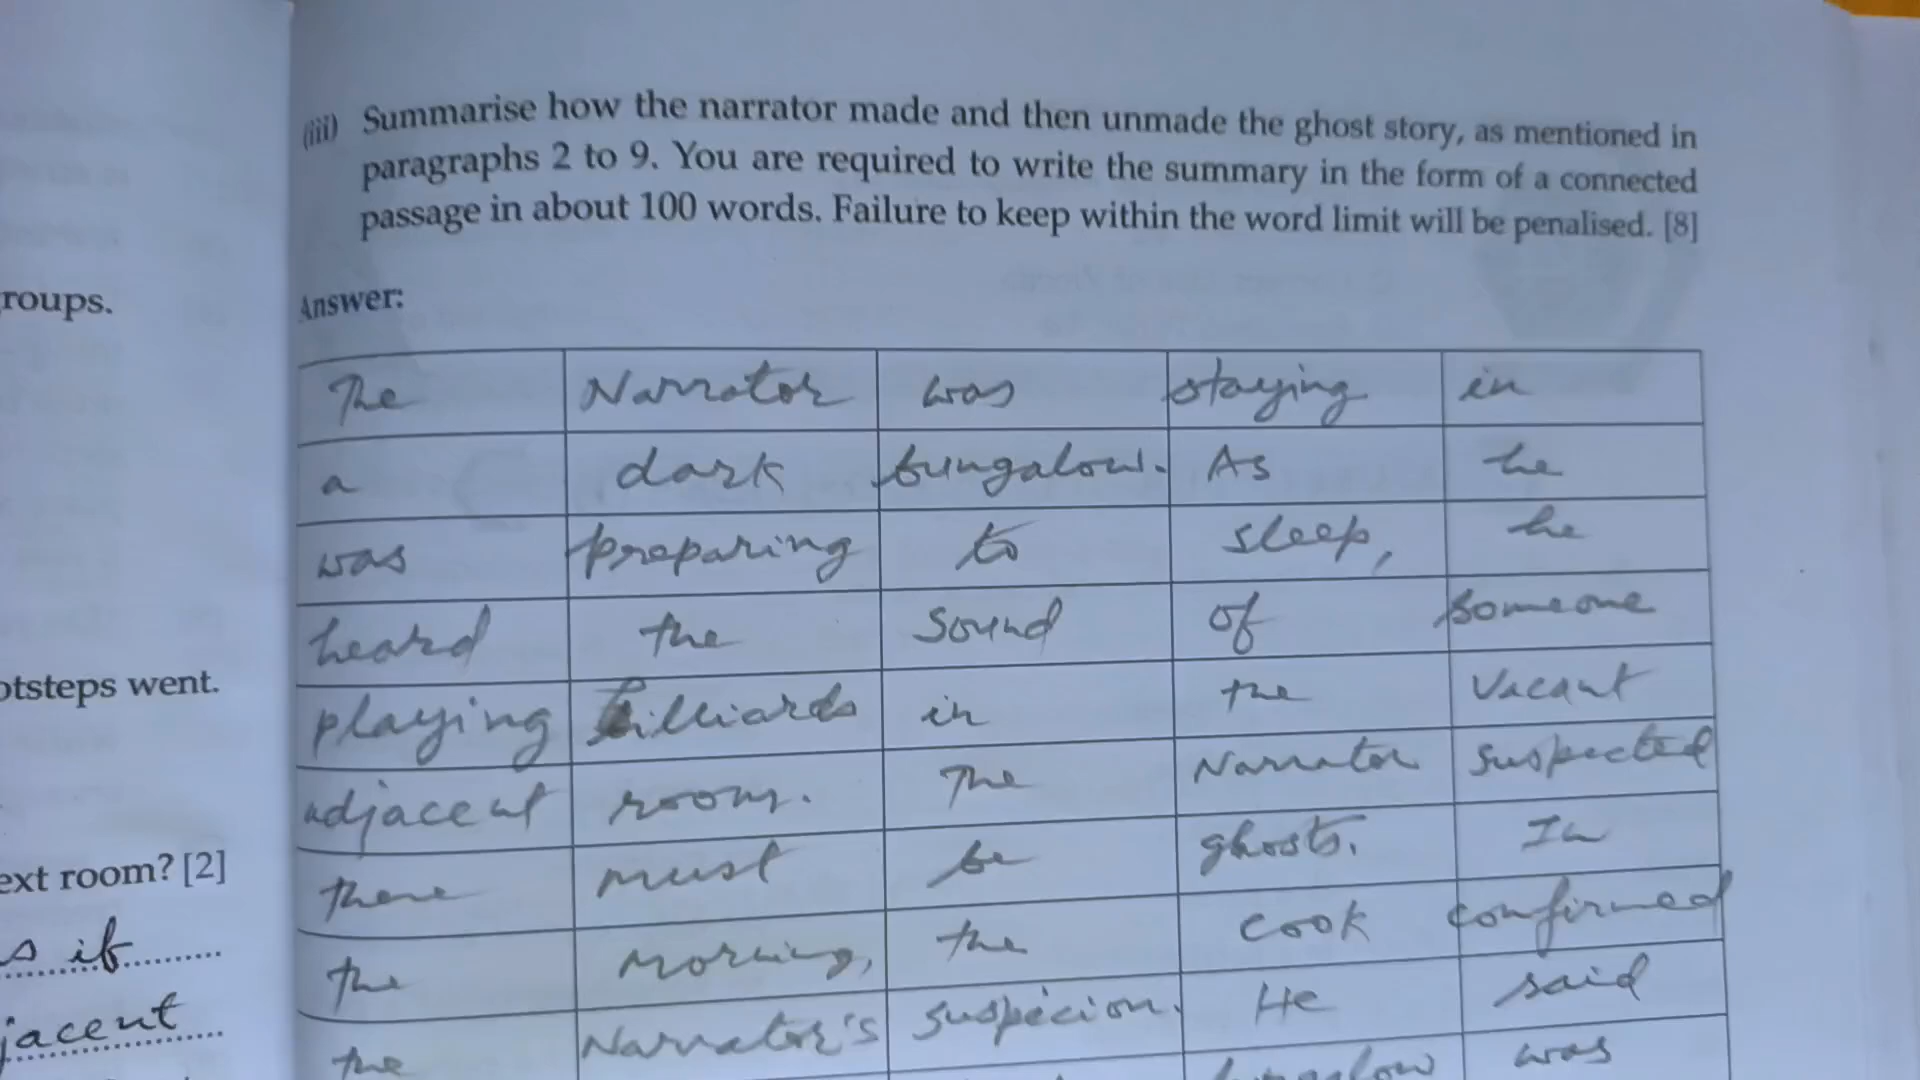 (iii) Summarise how the narrator made and then unmade the ghost story, as mentioned in
paragraphs 2 to 9. You are required to write the summary in the form of a connected
passage in about 100 words. Failure to keep within the word limit will be penalised. [8]
roups.
Answer:
The Narrator was staying in
a dark bungalow. As he
was preparing to sleep, he
heard the sound of someone
otsteps went.
playing billiards in the vacant
adjacent room. The Narrator suspected
ext room? [2]
there must be ghosts. In
s if
the morning, the cook confirmed
jacent
the Narrator's suspicion. He said
was